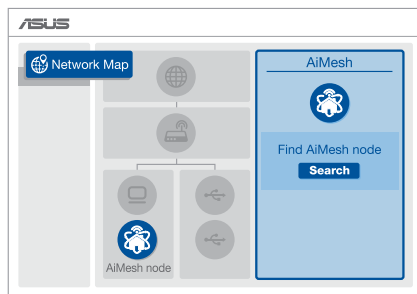 ASUS
Network Map
AiMesh
Find AiMesh node
Search
AiMesh node